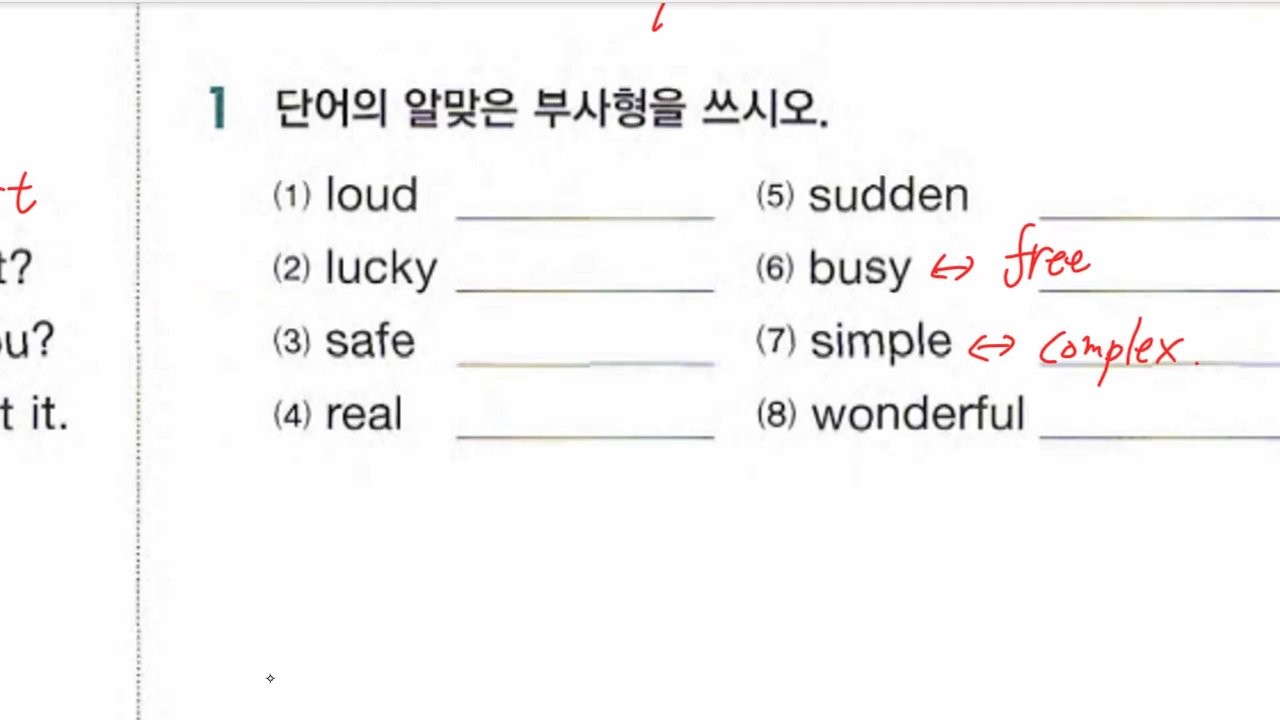 1 단어의 알맞은 부사형을 쓰시오.
(1) loud (5) sudden
t
(2) lucky (6) busy ↔ free
t?
(3) safe (7) simple ↔ complex.
ou?
(4) real (8) wonderful
t it.